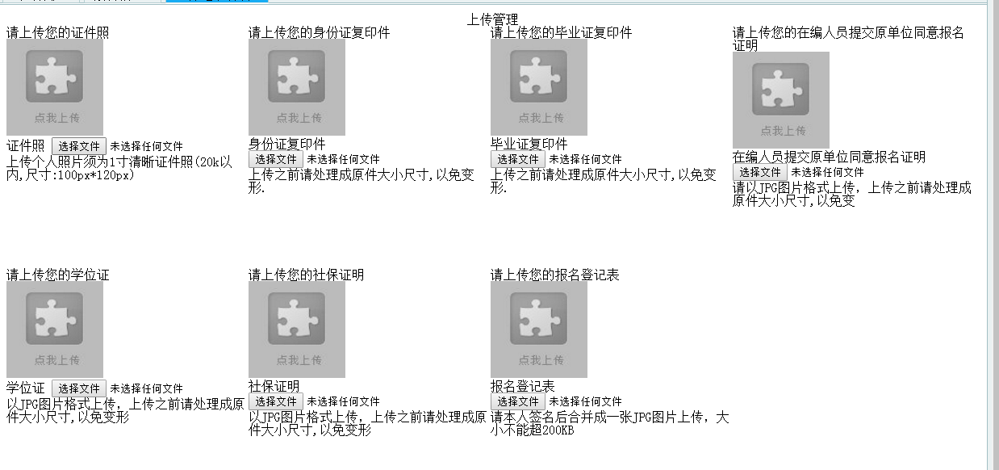 上传管理
请上传您的证件照
点我上传
证件照 选择文件 未选择任何文件
上传个人照片须为1寸清晰证件照(20k以
内,尺寸:100px*120px)
请上传您的身份证复印件
点我上传
身份证复印件
选择文件 未选择任何文件
上传之前请处理成原件大小尺寸,以免变
形.
请上传您的毕业证复印件
点我上传
毕业证复印件
选择文件 未选择任何文件
上传之前请处理成原件大小尺寸,以免变
形.
请上传您的在编人员提交原单位同意报名
证明
点我上传
在编人员提交原单位同意报名证明
选择文件 未选择任何文件
请以JPG图片格式上传，上传之前请处理成
原件大小尺寸,以免变
请上传您的学位证
点我上传
学位证 选择文件 未选择任何文件
以JPG图片格式上传，上传之前请处理成原
件大小尺寸,以免变形
请上传您的社保证明
点我上传
社保证明
选择文件 未选择任何文件
以JPG图片格式上传，上传之前请处理成原
件大小尺寸,以免变形
请上传您的报名登记表
点我上传
报名登记表
选择文件 未选择任何文件
请本人签名后合并成一张JPG图片上传，大
小不能超200KB